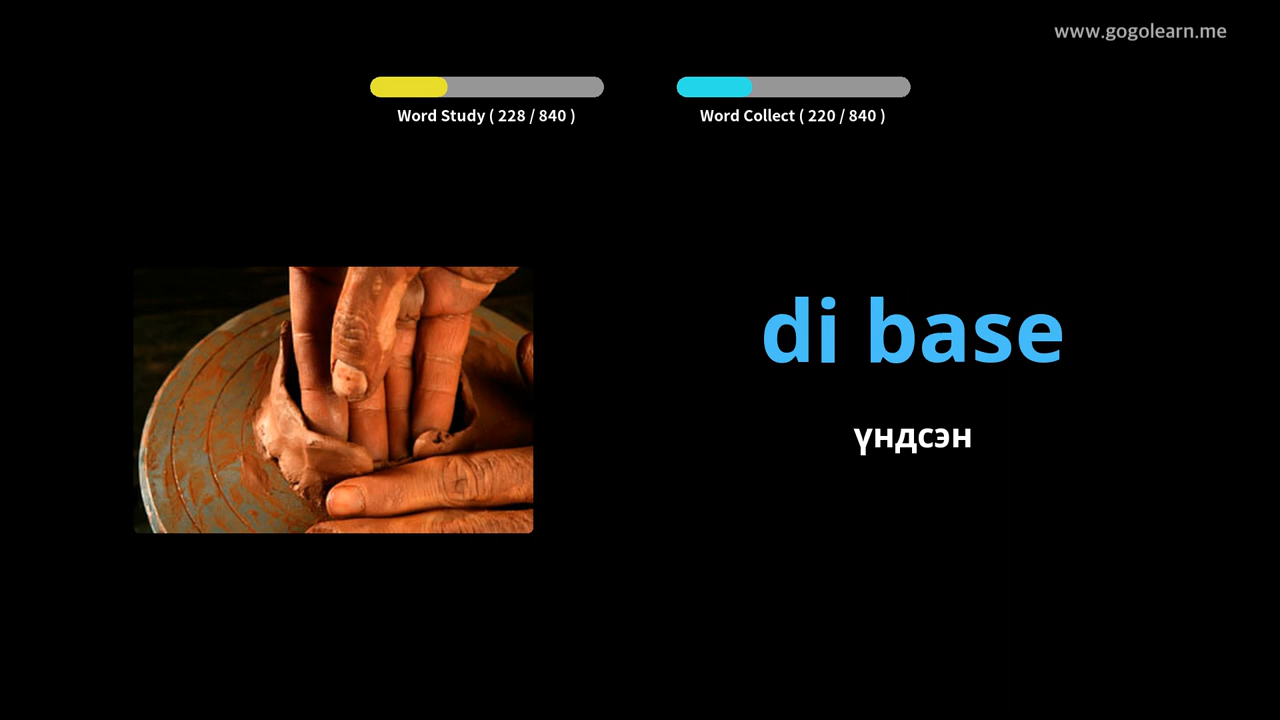 www.gogolearn.me
Word Study ( 228 / 840 )
Word Collect ( 220 / 840 )
di base
үндсэн